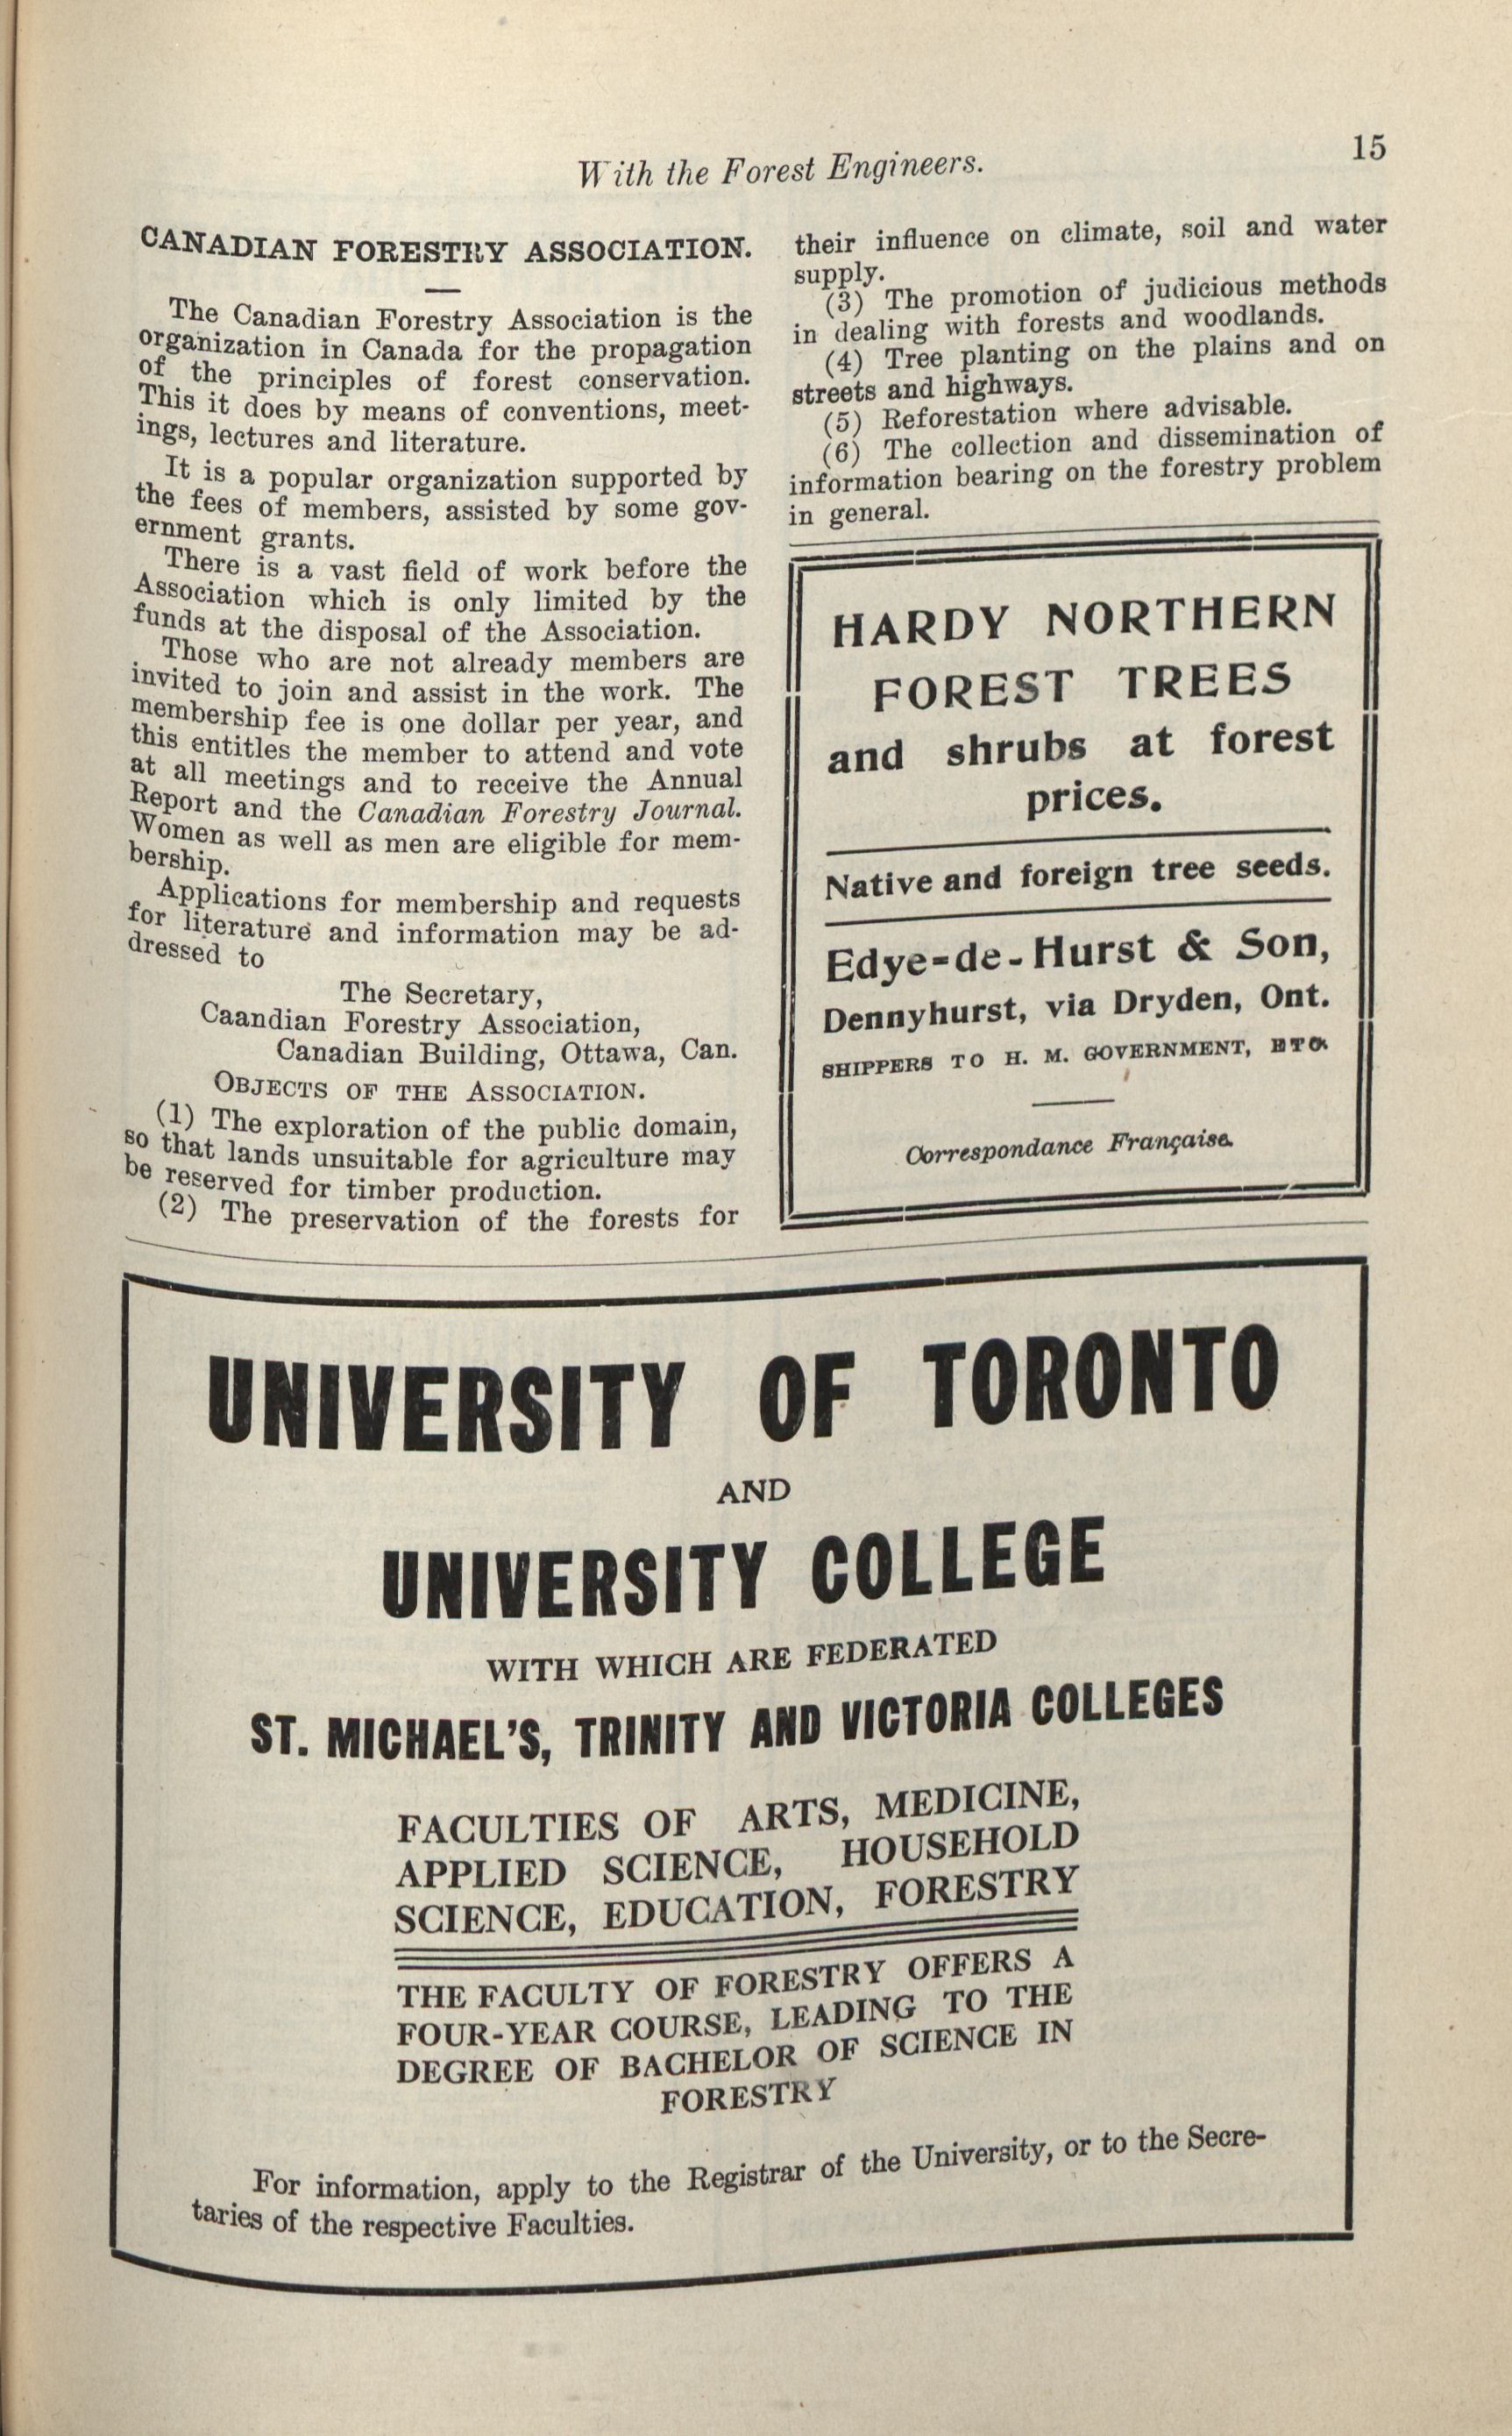 With the Forest Engineers.
15
CANADIAN FORESTRY ASSOCIATION.
The Canadian Forestry Association is the
organization in Canada for the propagation
of the principles of forest conservation.
This it does by means of conventions, meet-
ings, lectures and literature.
It is a popular organization supported by
the fees of members, assisted by some gov-
ernment grants.
There is a vast field of work before the
Association which is only limited by the
funds at the disposal of the Association.
Those who are not already members are
invited to join and assist in the work. The
membership fee is one dollar per year, and
this entitles the member to attend and vote
at all meetings and to receive the Annual
Report and the Canadian Forestry Journal.
Women as well as men are eligible for mem-
bership.
Applications for membership and requests
for literature and information may be ad-
dressed to
The Secretary,
Caandian Forestry Association,
Canadian Building, Ottawa, Can.
OBJECTS OF THE ASSOCIATION.
(1) The exploration of the public domain,
so that lands unsuitable for agriculture may
be reserved for timber production.
(2) The preservation of the forests for
their influence on climate, soil and water
supply.
(3) The promotion of judicious methods
in dealing with forests and woodlands.
(4) Tree planting on the plains and on
streets and highways.
(5) Reforestation where advisable.
(6) The collection and dissemination of
information bearing on the forestry problem
in general.
HARDY NORTHERN
FOREST TREES
and shrubs at forest
prices.
Native and foreign tree seeds.
Edye-de-Hurst & Son,
Dennyhurst, via Dryden, Ont.
SHIPPERS TO H. M. GOVERNMENT, ETC.
Correspondance Française.
UNIVERSITY OF TORONTO
AND
UNIVERSITY COLLEGE
WITH WHICH ARE FEDERATED
ST. MICHAEL'S, TRINITY AND VICTORIA COLLEGES
FACULTIES OF ARTS, MEDICINE,
APPLIED SCIENCE, HOUSEHOLD
SCIENCE, EDUCATION, FORESTRY
THE FACULTY OF FORESTRY OFFERS A
FOUR-YEAR COURSE, LEADING TO THE
DEGREE OF BACHELOR OF SCIENCE IN
FORESTRY
For information, apply to the Registrar of the University, or to the Secre-
taries of the respective Faculties.